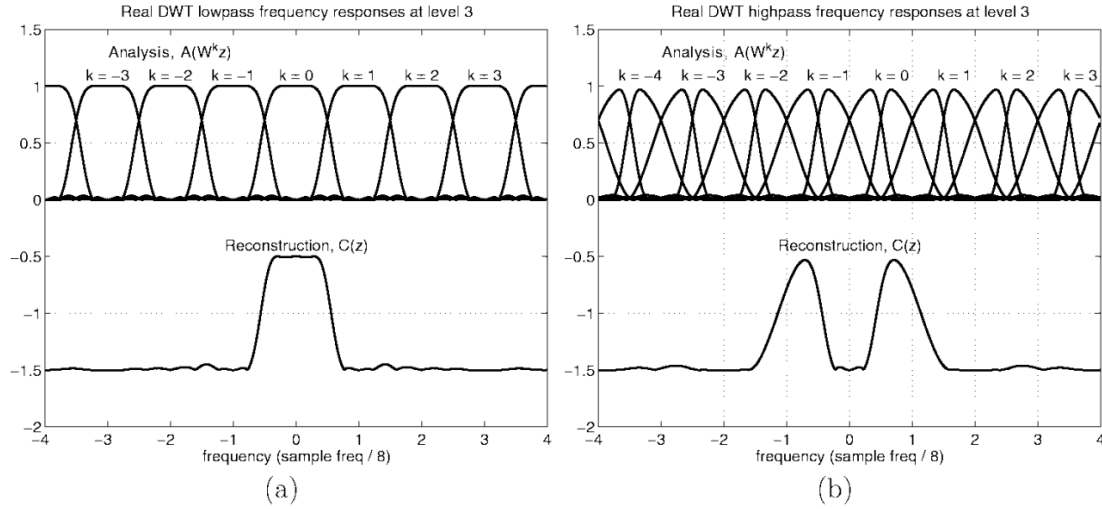 Real DWT lowpass frequency responses at level 3
1.5
Analysis, A(Wᵏz)
k = −3 k = −2 k = −1 k = 0 k = 1 k = 2 k = 3
1
0.5
0
Reconstruction, C(z)
−0.5
−1
−1.5
−2
−4 −3 −2 −1 0 1 2 3 4
frequency (sample freq / 8)
(a)
Real DWT highpass frequency responses at level 3
1.5
Analysis, A(Wᵏz)
k = −4 k = −3 k = −2 k = −1 k = 0 k = 1 k = 2 k = 3
1
0.5
0
Reconstruction, C(z)
−0.5
−1
−1.5
−2
−4 −3 −2 −1 0 1 2 3 4
frequency (sample freq / 8)
(b)